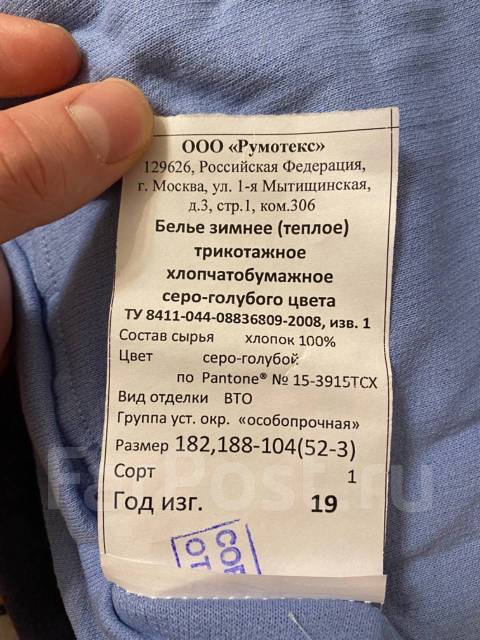 ООО «Румотекс»
129626, Российская Федерация,
г. Москва, ул. 1-я Мытищинская,
д.3, стр.1, ком.306
Белье зимнее (теплое)
трикотажное
хлопчатобумажное
серо-голубого цвета
ТУ 8411-044-08836809-2008, изв. 1
Состав сырья хлопок 100%
Цвет серо-голубой
по Pantone® № 15-3915TCX
Вид отделки ВТО
Группа уст. окр. «особопрочная»
Размер 182,188-104(52-3)
Сорт 1
Год изг. 19
СОР
ОТ